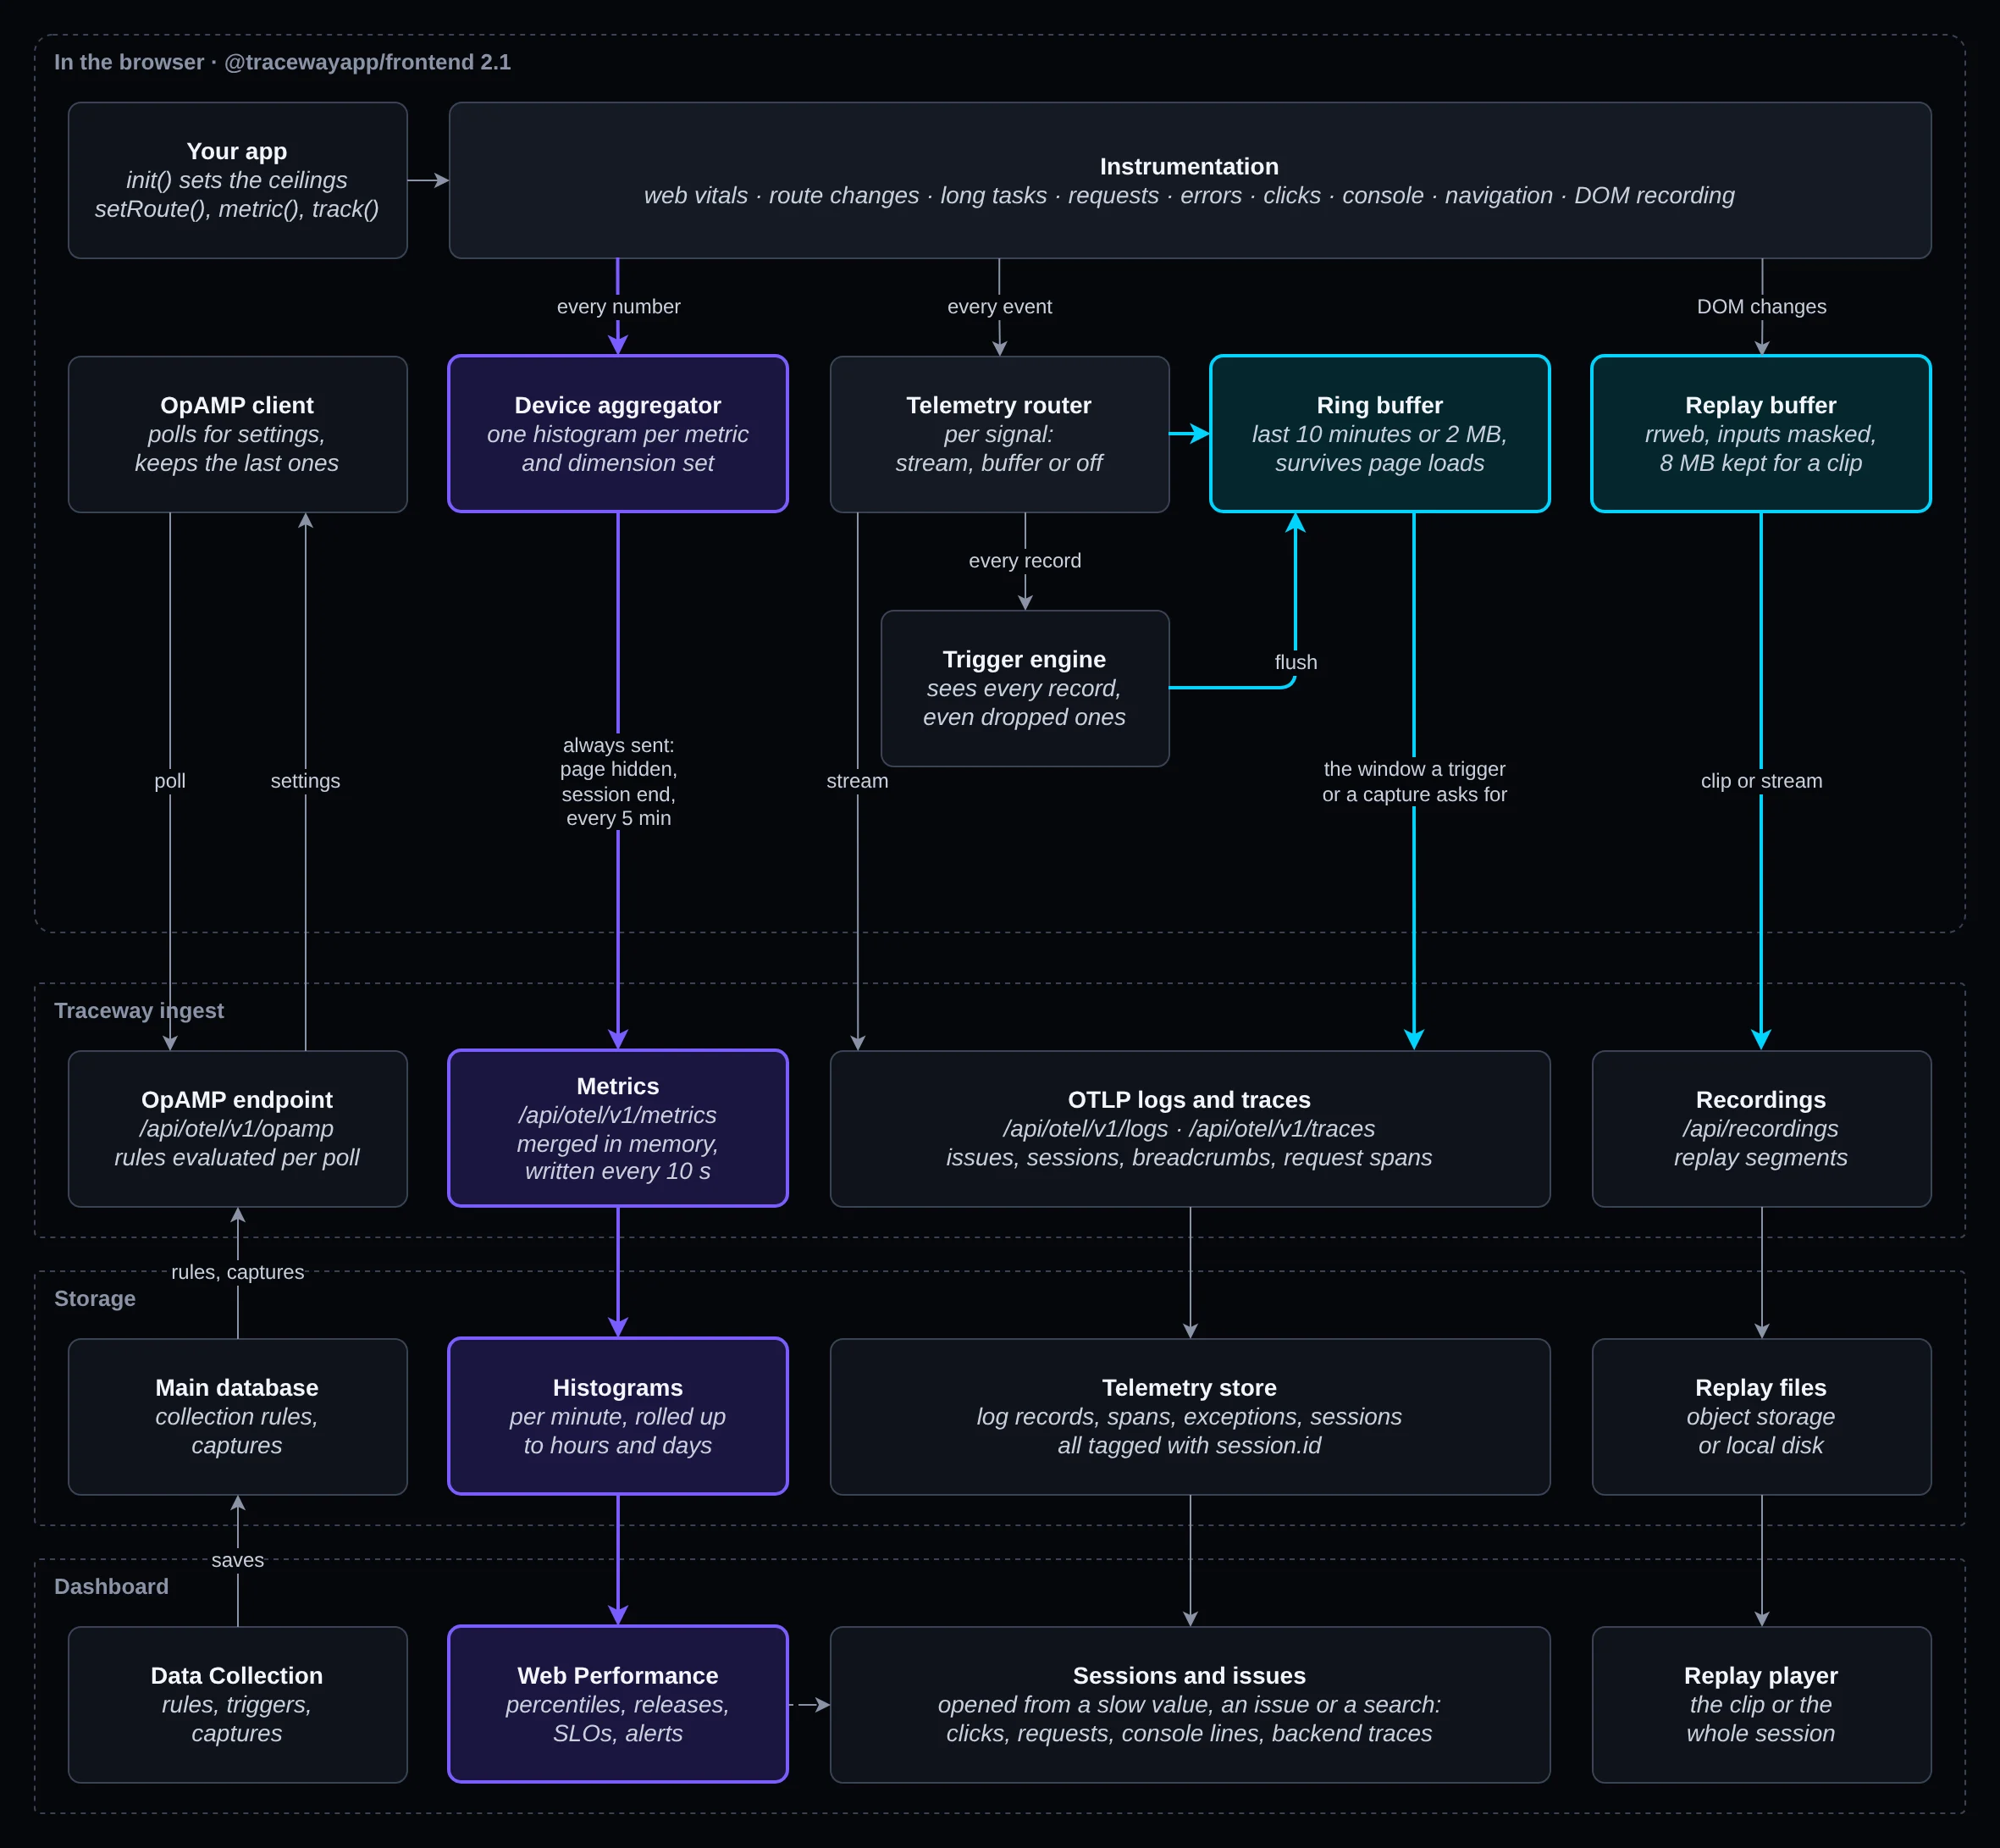 In the browser · @tracewayapp/frontend 2.1
Your app
init() sets the ceilings
setRoute(), metric(), track()
Instrumentation
web vitals · route changes · long tasks · requests · errors · clicks · console · navigation · DOM recording
every number
every event
DOM changes
OpAMP client
polls for settings,
keeps the last ones
Device aggregator
one histogram per metric
and dimension set
Telemetry router
per signal:
stream, buffer or off
Ring buffer
last 10 minutes or 2 MB,
survives page loads
Replay buffer
rrweb, inputs masked,
8 MB kept for a clip
every record
Trigger engine
sees every record,
even dropped ones
flush
poll
settings
always sent:
page hidden,
session end,
every 5 min
stream
the window a trigger
or a capture asks for
clip or stream
Traceway ingest
OpAMP endpoint
/api/otel/v1/opamp
rules evaluated per poll
Metrics
/api/otel/v1/metrics
merged in memory,
written every 10 s
OTLP logs and traces
/api/otel/v1/logs · /api/otel/v1/traces
issues, sessions, breadcrumbs, request spans
Recordings
/api/recordings
replay segments
rules, captures
Storage
Main database
collection rules,
captures
Histograms
per minute, rolled up
to hours and days
Telemetry store
log records, spans, exceptions, sessions
all tagged with session.id
Replay files
object storage
or local disk
saves
Dashboard
Data Collection
rules, triggers,
captures
Web Performance
percentiles, releases,
SLOs, alerts
Sessions and issues
opened from a slow value, an issue or a search:
clicks, requests, console lines, backend traces
Replay player
the clip or the
whole session